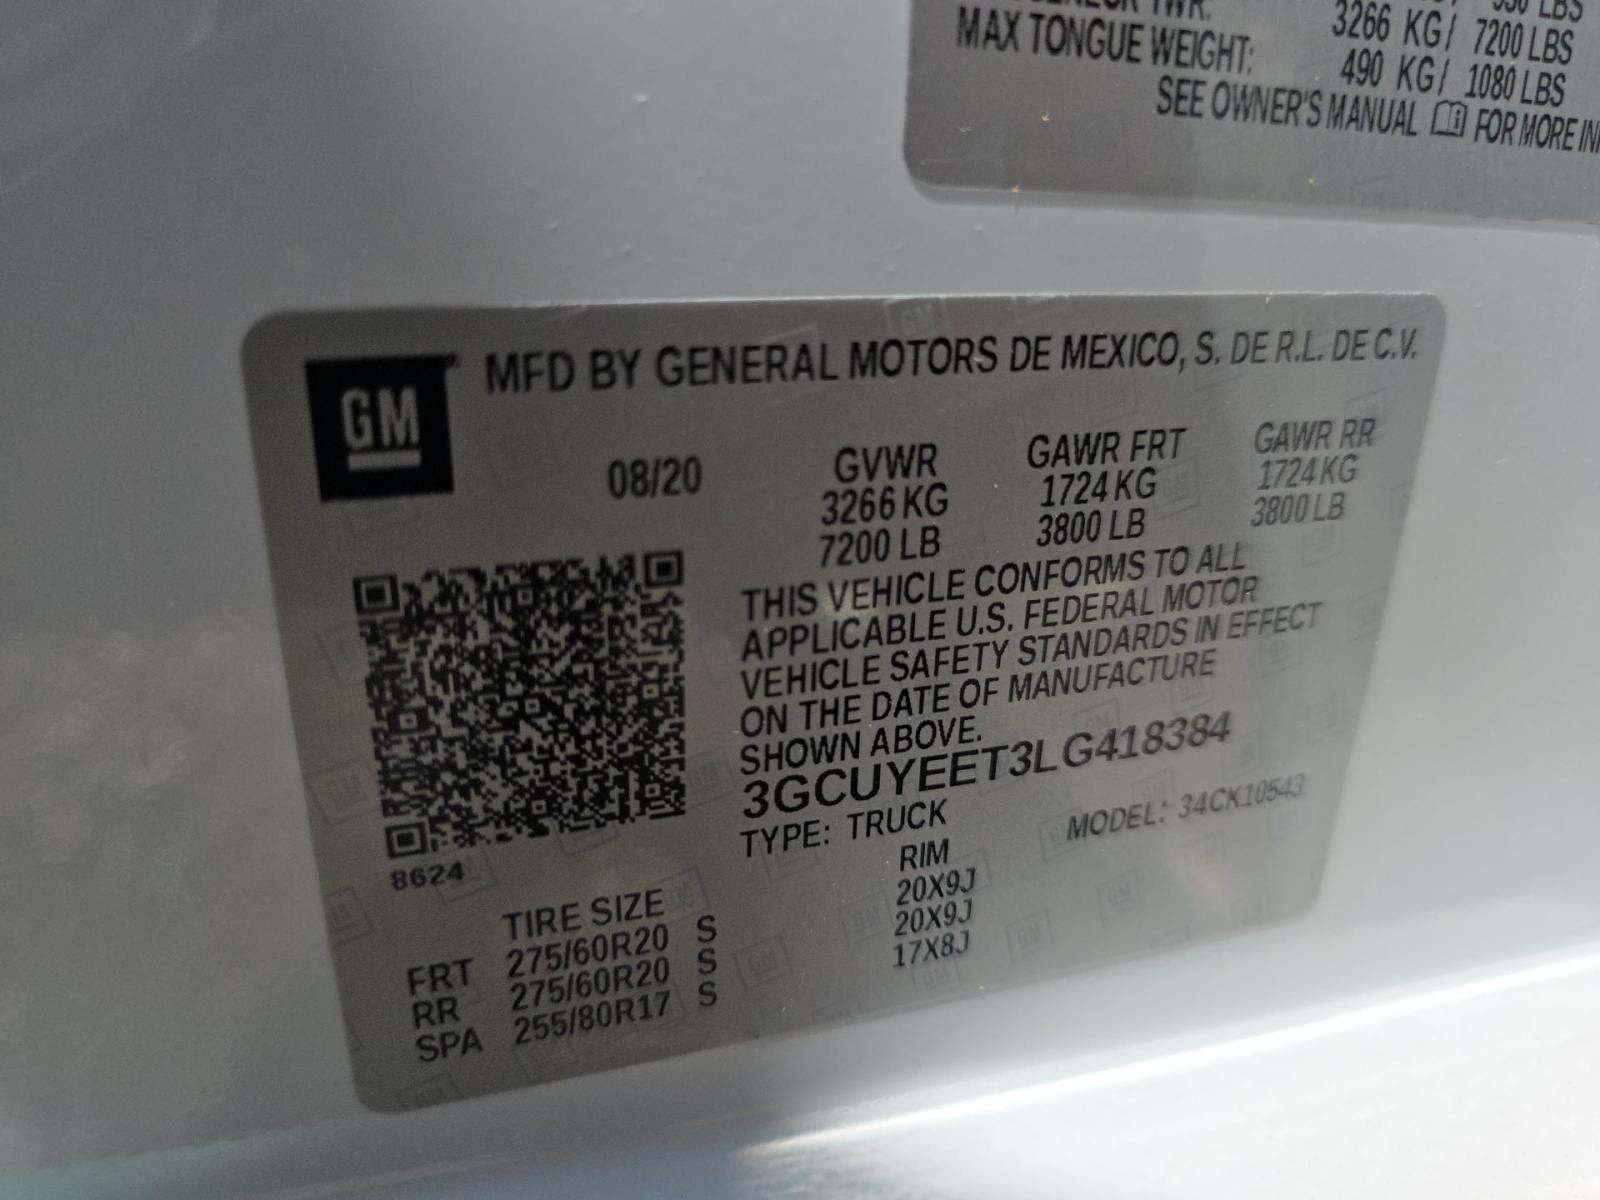 3266 KG/ 7200 LBS
MAX TONGUE WEIGHT: 490 KG/ 1080 LBS
SEE OWNER'S MANUAL FOR MORE
GM
MFD BY GENERAL MOTORS DE MEXICO, S. DE R.L. DE C.V.
08/20
GVWR GAWR FRT GAWR RR
3266 KG 1724 KG 1724 KG
7200 LB 3800 LB 3800 LB
THIS VEHICLE CONFORMS TO ALL
APPLICABLE U.S. FEDERAL MOTOR
VEHICLE SAFETY STANDARDS IN EFFECT
ON THE DATE OF MANUFACTURE
SHOWN ABOVE.
3GCUYEET3LG418384
TYPE: TRUCK MODEL: 34CK10543
8624
TIRE SIZE RIM
FRT 275/60R20 S 20X9J
RR 275/60R20 S 20X9J
SPA 255/80R17 S 17X8J